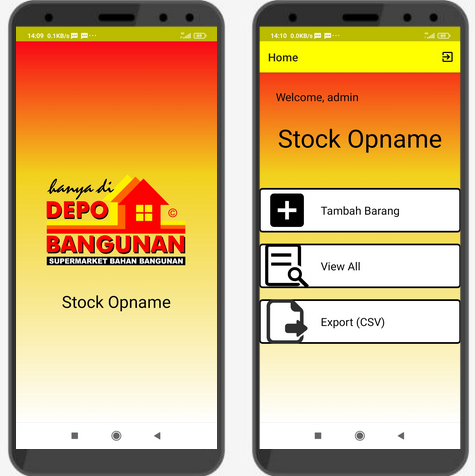 14:09 0.1KB/s
hanya di
DEPO
©
BANGUNAN
SUPERMARKET BAHAN BANGUNAN
Stock Opname
14:10 0.0KB/s
Home
Welcome, admin
Stock Opname
Tambah Barang
View All
Export (CSV)